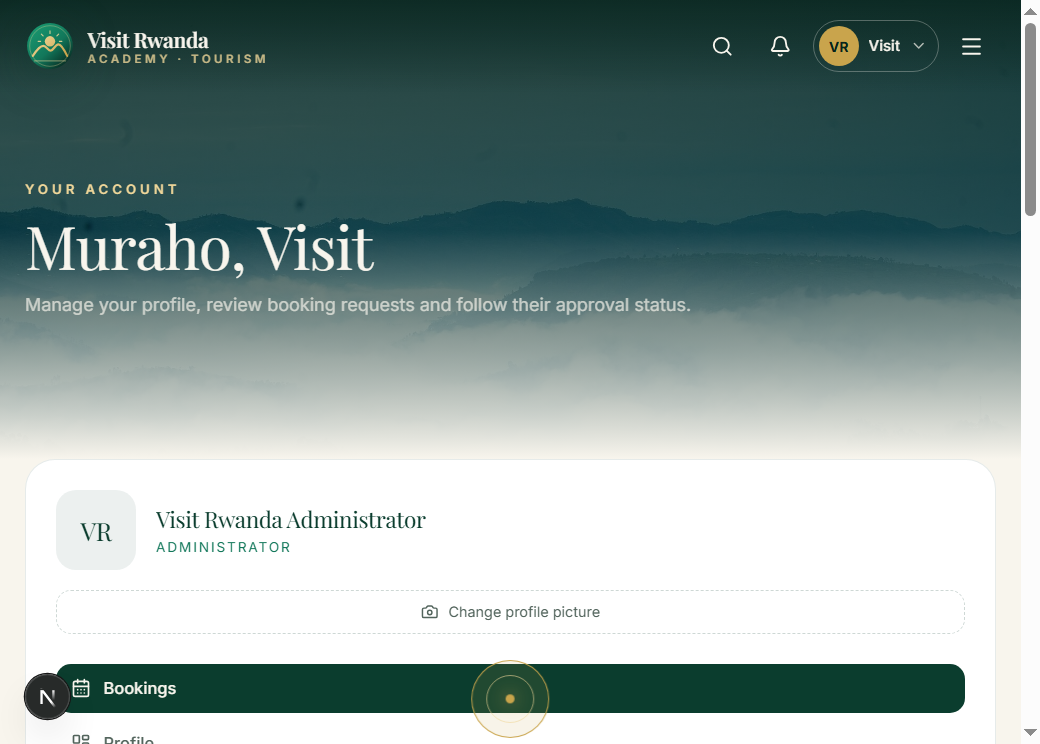 Visit Rwanda
ACADEMY · TOURISM
VR
Visit
YOUR ACCOUNT
Muraho, Visit
Manage your profile, review booking requests and follow their approval status.
VR
Visit Rwanda Administrator
ADMINISTRATOR
Change profile picture
N
Bookings
Profile